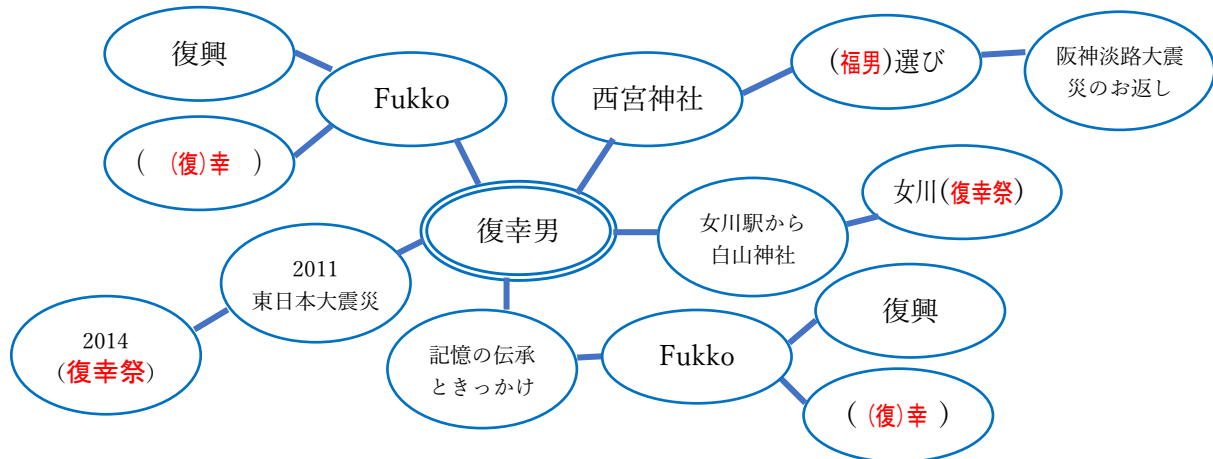 復興
Fukko
( (復)幸 )
西宮神社
(福男)選び
阪神淡路大震
災のお返し
復幸男
女川駅から
白山神社
女川(復幸祭)
2011
東日本大震災
2014
(復幸祭)
記憶の伝承
ときっかけ
Fukko
復興
( (復)幸 )